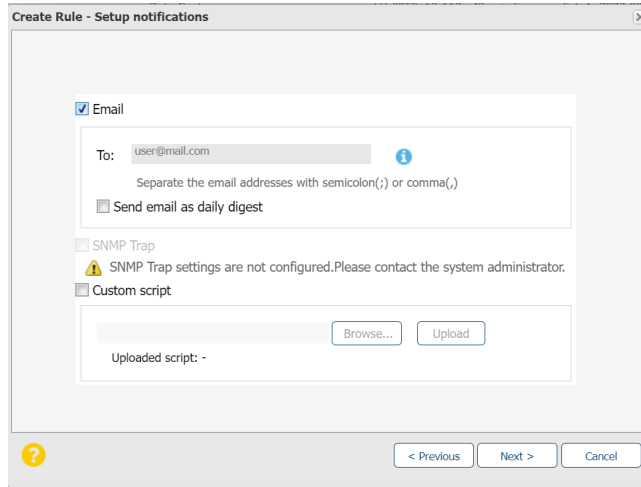 Create Rule - Setup notifications
Email
To: user@mail.com
Separate the email addresses with semicolon(;) or comma(,)
Send email as daily digest
SNMP Trap
SNMP Trap settings are not configured.Please contact the system administrator.
Custom script
Browse... Upload
Uploaded script: -
< Previous Next > Cancel